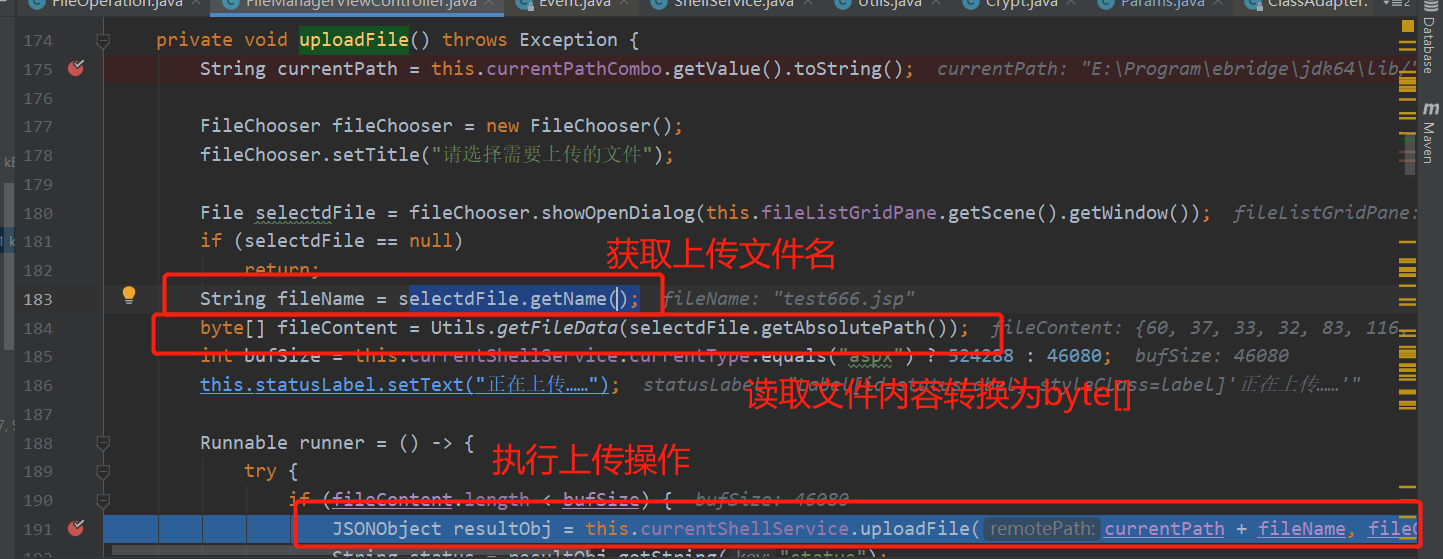 FileOperation.java FileManagerViewController.java Event.java ShellService.java Utils.java Crypt.java Params.java ClassAdapter.
174 private void uploadFile() throws Exception {
175 String currentPath = this.currentPathCombo.getValue().toString(); currentPath: "E:\Program\ebridge\jdk64\lib/"
176
177 FileChooser fileChooser = new FileChooser();
178 fileChooser.setTitle("请选择需要上传的文件");
179
180 File selectdFile = fileChooser.showOpenDialog(this.fileListGridPane.getScene().getWindow()); fileListGridPane:
181 if (selectdFile == null)
获取上传文件名
182 return;
183 String fileName = selectdFile.getName(); fileName: "test666.jsp"
184 byte[] fileContent = Utils.getFileData(selectdFile.getAbsolutePath()); fileContent: {60, 37, 33, 32, 83, 116,
185 int bufSize = this.currentShellService.currentType.equals("aspx") ? 524288 : 46080; bufSize: 46080
186 this.statusLabel.setText("正在上传……"); statusLabel: styleClass=label]'正在上传……'"
读取文件内容转换为byte[]
187
188 Runnable runner = () -> {
执行上传操作
189 try {
190 if (fileContent.length < bufSize) { bufSize: 46080
191 JSONObject resultObj = this.currentShellService.uploadFile( remotePath: currentPath + fileName, fileC
192 String status = resultObj.getString( key: "status");
Database
Maven